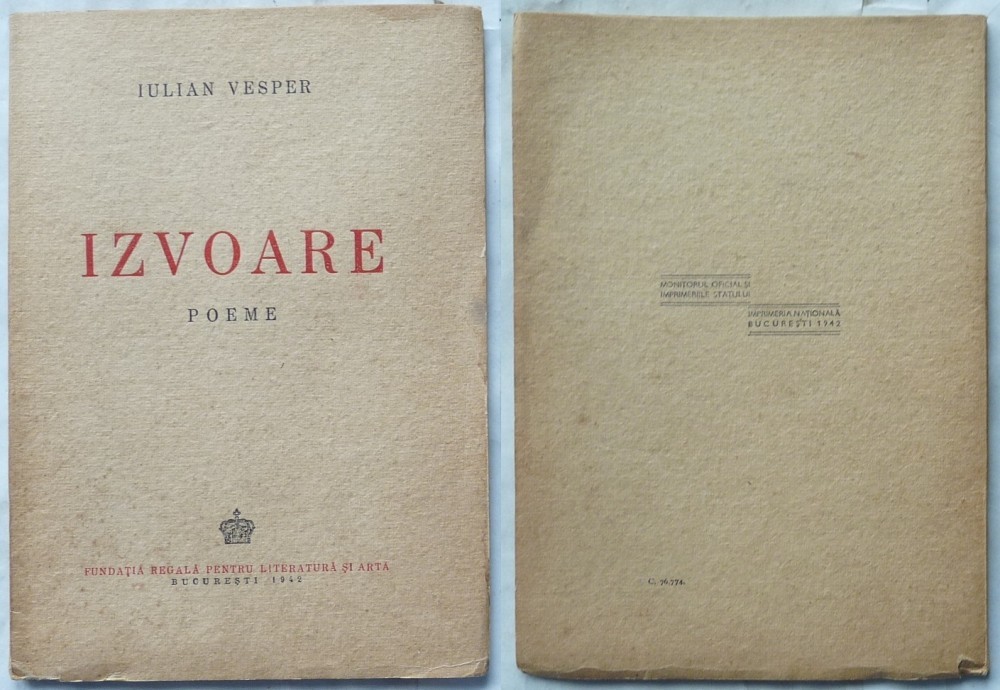 IULIAN VESPER
IZVOARE
POEME
FUNDAȚIA REGALĂ PENTRU LITERATURĂ ȘI ARTĂ
BUCUREȘTI 1942
MONITORUL OFICIAL ȘI
IMPRIMERIILE STATULUI
IMPRIMERIA NAȚIONALĂ
BUCUREȘTI 1942
C. 76.774.